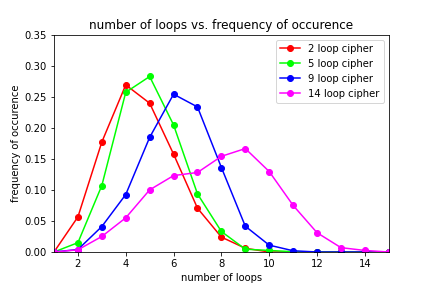 number of loops vs. frequency of occurence
0.35
0.30
0.25
0.20
0.15
0.10
0.05
0.00
frequency of occurence
2 loop cipher
5 loop cipher
9 loop cipher
14 loop cipher
2 4 6 8 10 12 14
number of loops